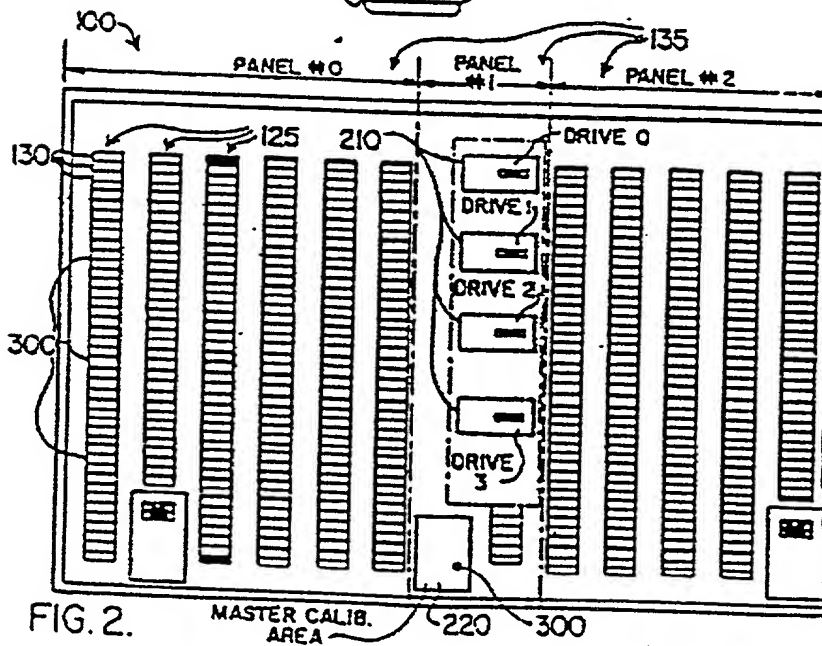 100
135
PANEL #0
PANEL #1
PANEL #2
130
125
210
DRIVE 0
DRIVE 1
DRIVE 2
300
DRIVE 3
FIG. 2.
MASTER CALIB. AREA
220
300